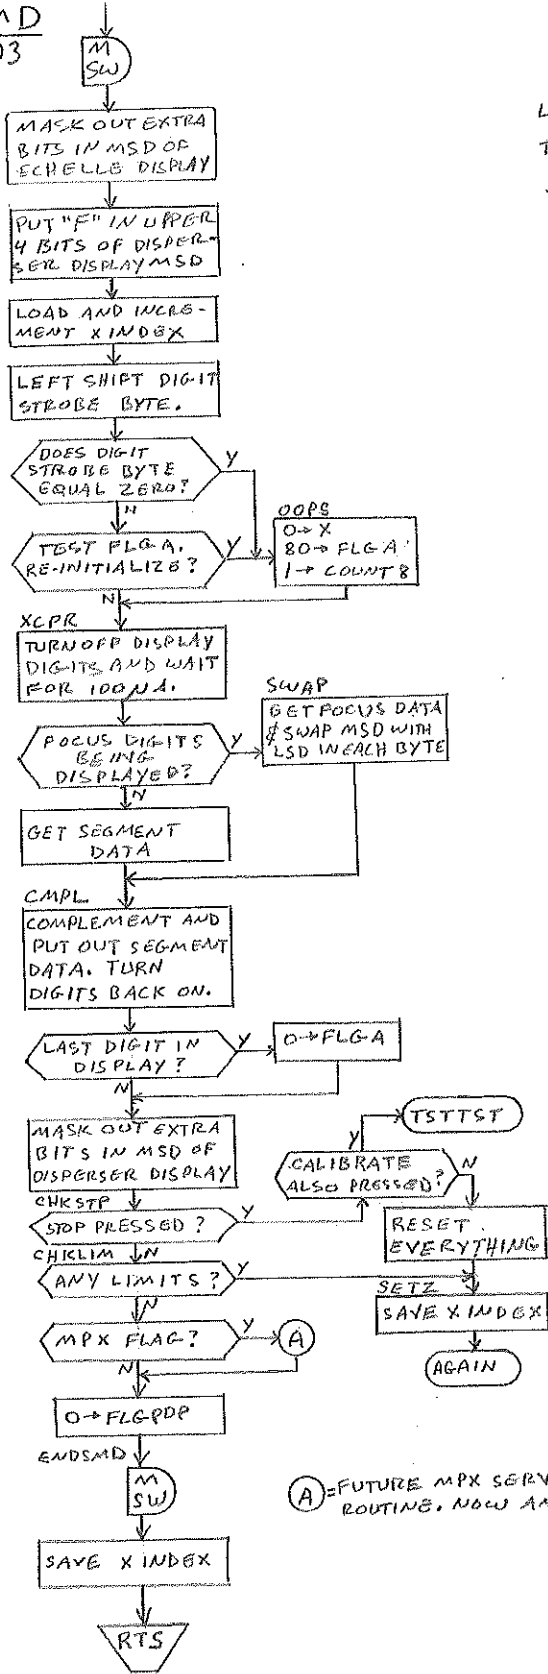 M
SW
MASK OUT EXTRA
BITS IN MSD OF
ECHELLE DISPLAY
PUT "F" IN UPPER
4 BITS OF DISPER-
SER DISPLAY MSD
LOAD AND INCRE-
MENT X INDEX
LEFT SHIFT DIGIT
STROBE BYTE.
DOES DIGIT
STROBE BYTE
EQUAL ZERO?
Y
N
TEST FLGA.
RE-INITIALIZE?
Y
N
OOPS
0→X
80→FLGA
1→COUNT8
XCPR
TURN OFF DISPLAY
DIGITS AND WAIT
FOR 100UA.
FOCUS DIGITS
BEING
DISPLAYED?
Y
N
SWAP
GET FOCUS DATA
& SWAP MSD WITH
LSD IN EACH BYTE
GET SEGMENT
DATA
CMPL
COMPLEMENT AND
PUT OUT SEGMENT
DATA. TURN
DIGITS BACK ON.
LAST DIGIT IN
DISPLAY?
Y
N
0→FLGA
MASK OUT EXTRA
BITS IN MSD OF
DISPERSER DISPLAY
CHKSTP
STOP PRESSED?
Y
N
TSTTST
Y
CALIBRATE
ALSO PRESSED?
N
RESET
EVERYTHING
CHKLIM
ANY LIMITS?
Y
N
SETZ
SAVE X INDEX
AGAIN
MPX FLAG?
Y
N
A
0→FLGPDP
ENDSMD
M
SW
A = FUTURE MPX SERV
ROUTINE. NOW AN
SAVE X INDEX
RTS